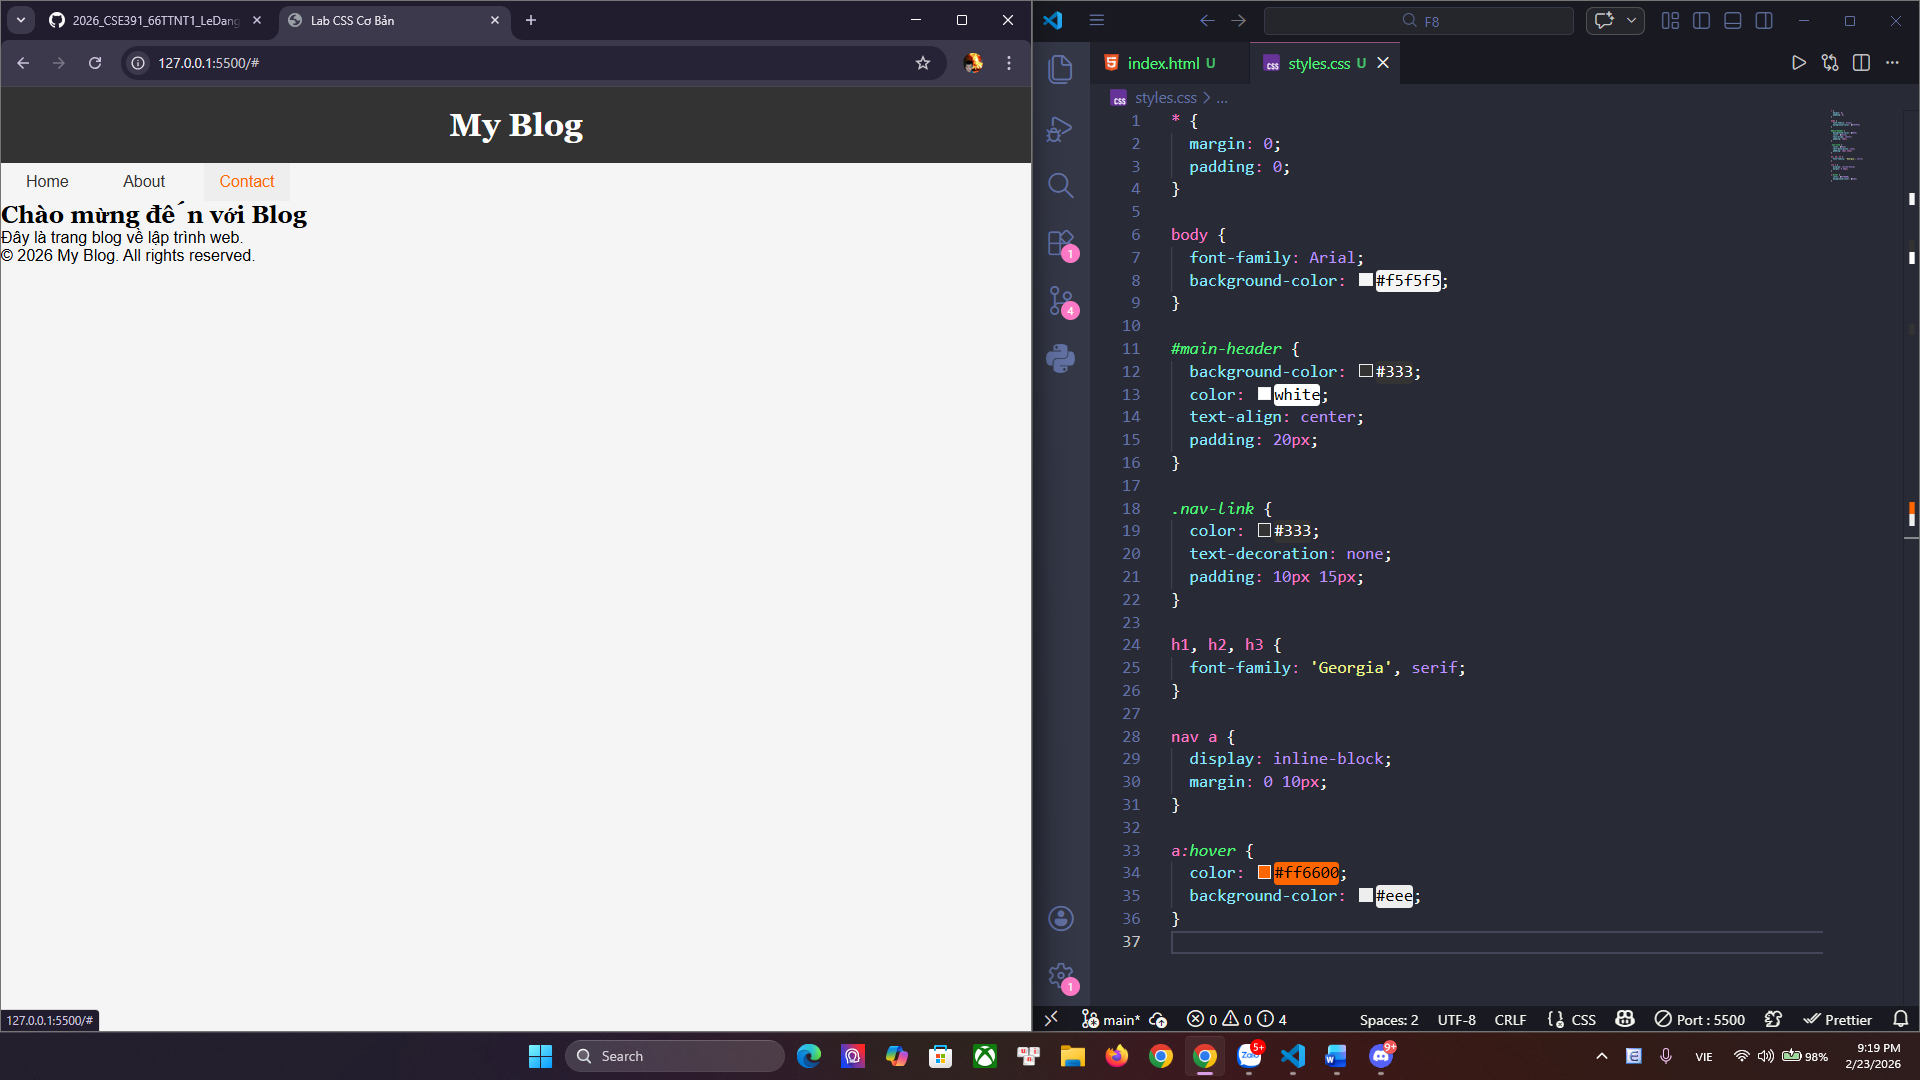 2026_CSE391_66TTNT1_LeDang
Lab CSS Cơ Bản
127.0.0.1:5500/#
My Blog
Home About Contact
Chào mừng đến với Blog
Đây là trang blog về lập trình web.
© 2026 My Blog. All rights reserved.
127.0.0.1:5500/#
F8
index.html U
styles.css U
styles.css > ...
1 * {
2 margin: 0;
3 padding: 0;
4 }
5
6 body {
7 font-family: Arial;
8 background-color: #f5f5f5;
9 }
10
11 #main-header {
12 background-color: #333;
13 color: white;
14 text-align: center;
15 padding: 20px;
16 }
17
18 .nav-link {
19 color: #333;
20 text-decoration: none;
21 padding: 10px 15px;
22 }
23
24 h1, h2, h3 {
25 font-family: 'Georgia', serif;
26 }
27
28 nav a {
29 display: inline-block;
30 margin: 0 10px;
31 }
32
33 a:hover {
34 color: #ff6600;
35 background-color: #eee;
36 }
37
1
4
1
main* 0 0 4 Spaces: 2 UTF-8 CRLF {} CSS Port : 5500 Prettier
Search
Zalo 5+
9+
VIE
98%
9:19 PM
2/23/2026